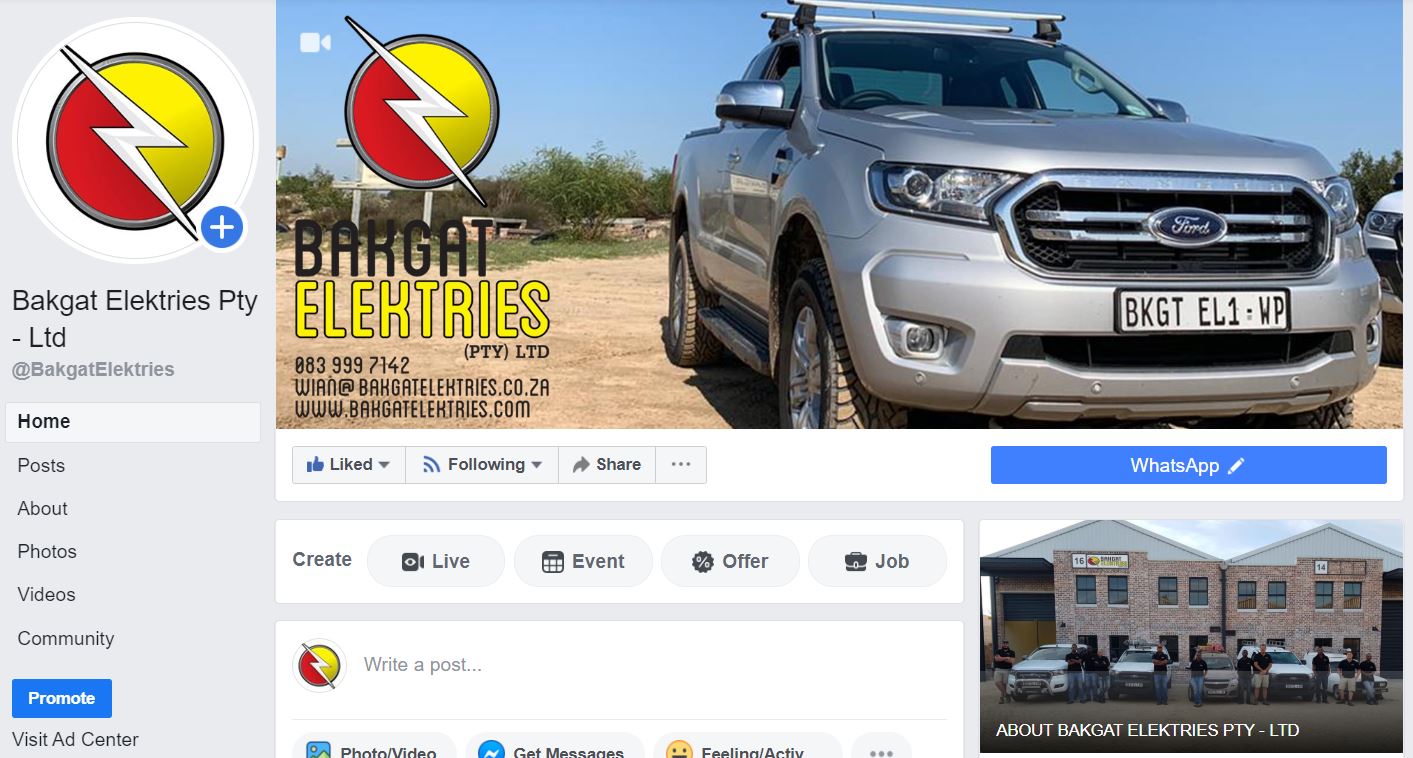 Bakgat Elektries Pty
- Ltd
@BakgatElektries
Home
Posts
About
Photos
Videos
Community
Promote
Visit Ad Center
BAKGAT
ELEKTRIES
(PTY) LTD
083 999 7142
WIAN@BAKGATELEKTRIES.CO.ZA
WWW.BAKGATELEKTRIES.COM
Ford
BKGT EL1-WP
Liked
Following
Share
WhatsApp
Create
Live
Event
Offer
Job
Write a post...
Photo/Video
Get Messages
Feeling/Activ
16 BAKGAT
ELEKTRIES
14
ABOUT BAKGAT ELEKTRIES PTY - LTD